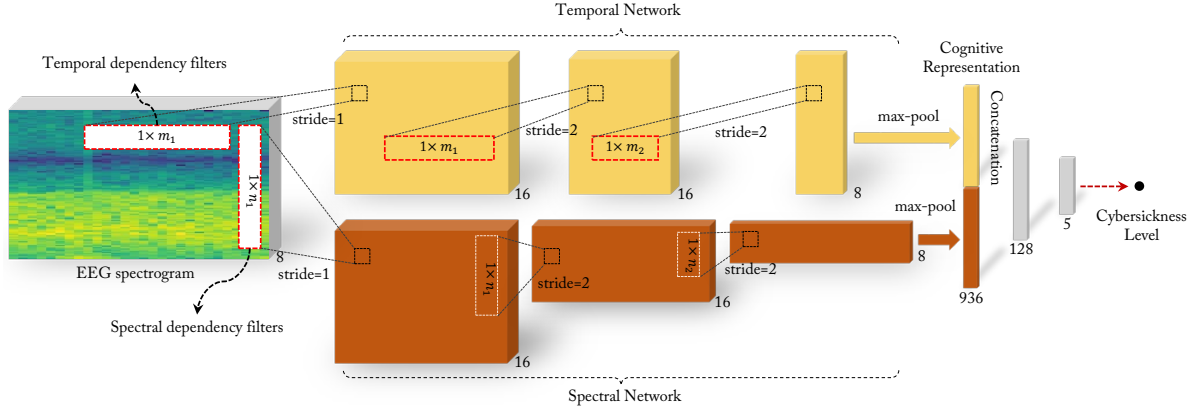 Temporal Network
Temporal dependency filters
Cognitive
Representation
1× m₁
stride=1
1× m₁
stride=2
1× m₂
stride=2
max-pool
Concatenation
1× n₁
16
16
8
8
EEG spectrogram
stride=1
1× n₁
stride=2
1× n₂
stride=2
max-pool
8
16
16
936
128
5
Cybersickness
Level
Spectral dependency filters
Spectral Network